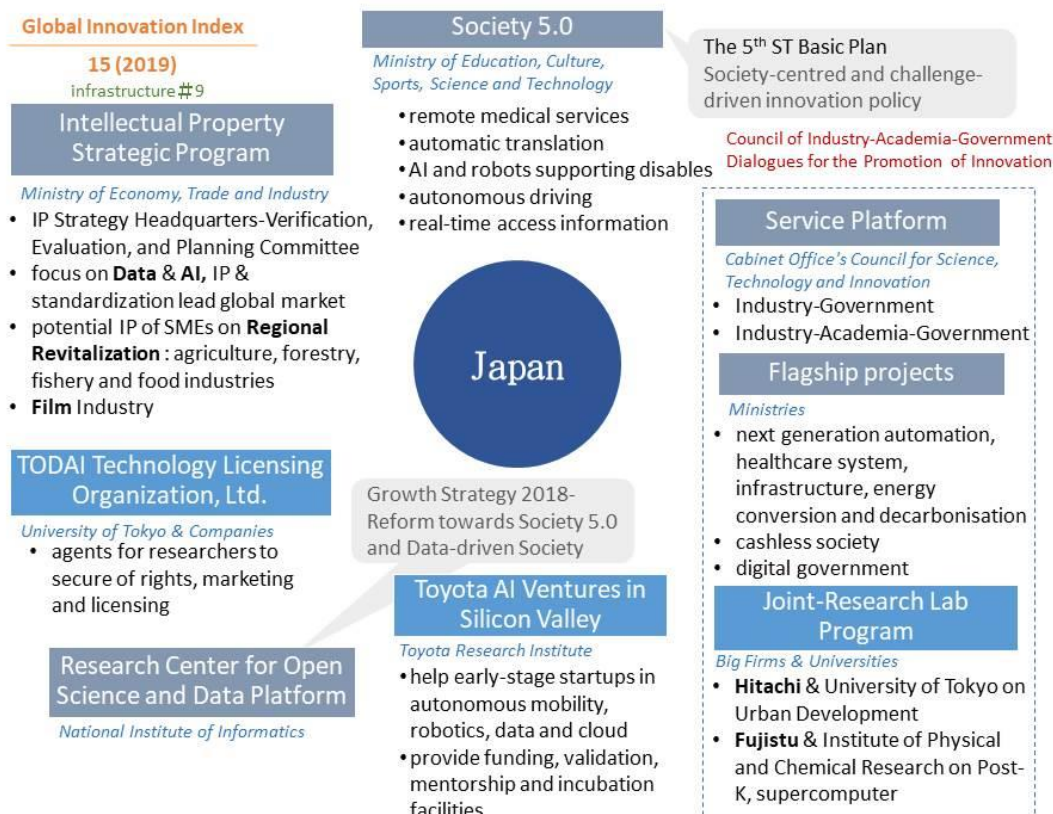 Global Innovation Index
15 (2019)
infrastructure #9
Intellectual Property
Strategic Program
Ministry of Economy, Trade and Industry
• IP Strategy Headquarters-Verification,
Evaluation, and Planning Committee
• focus on Data & AI, IP &
standardization lead global market
• potential IP of SMEs on Regional
Revitalization : agriculture, forestry,
fishery and food industries
• Film Industry
TODAI Technology Licensing
Organization, Ltd.
University of Tokyo & Companies
• agents for researchers to
secure of rights, marketing
and licensing
Research Center for Open
Science and Data Platform
National Institute of Informatics
Society 5.0
Ministry of Education, Culture,
Sports, Science and Technology
• remote medical services
• automatic translation
• AI and robots supporting disables
• autonomous driving
• real-time access information
Japan
Growth Strategy 2018-
Reform towards Society 5.0
and Data-driven Society
Toyota AI Ventures in
Silicon Valley
Toyota Research Institute
• help early-stage startups in
autonomous mobility,
robotics, data and cloud
• provide funding, validation,
mentorship and incubation
facilities
The 5th ST Basic Plan
Society-centred and challenge-
driven innovation policy
Council of Industry-Academia-Government
Dialogues for the Promotion of Innovation
Service Platform
Cabinet Office's Council for Science,
Technology and Innovation
• Industry-Government
• Industry-Academia-Government
Flagship projects
Ministries
• next generation automation,
healthcare system,
infrastructure, energy
conversion and decarbonisation
• cashless society
• digital government
Joint-Research Lab
Program
Big Firms & Universities
• Hitachi & University of Tokyo on
Urban Development
• Fujistu & Institute of Physical
and Chemical Research on Post-
K, supercomputer